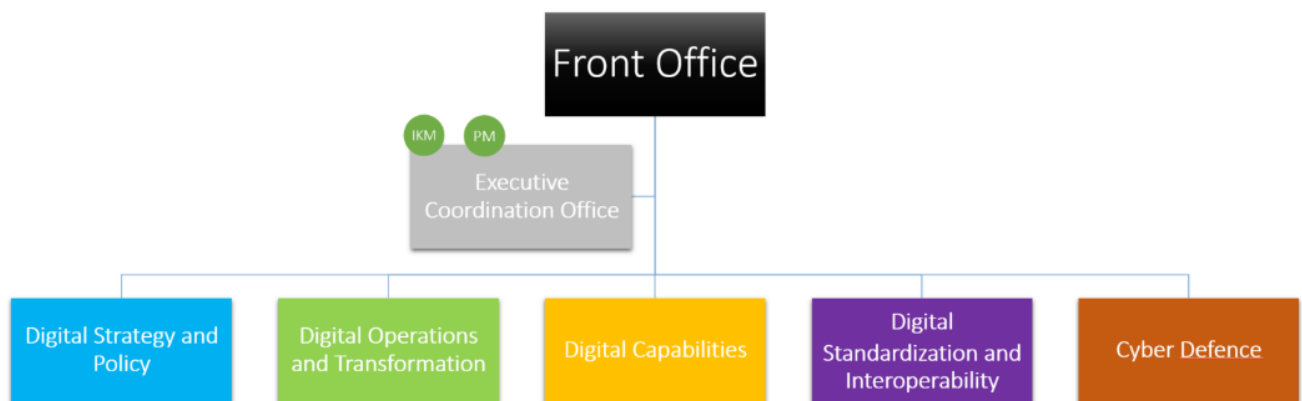 Front Office
IKM
PM
Executive
Coordination Office
Digital Strategy and
Policy
Digital Operations
and Transformation
Digital Capabilities
Digital
Standardization and
Interoperability
Cyber Defence